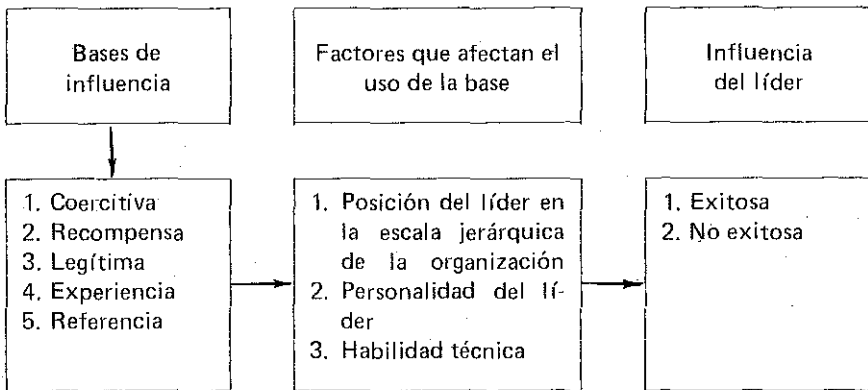 Bases de
influencia
Factores que afectan el
uso de la base
Influencia
del líder
1. Coercitiva
2. Recompensa
3. Legítima
4. Experiencia
5. Referencia
1. Posición del líder en
la escala jerárquica
de la organización
2. Personalidad del lí-
der
3. Habilidad técnica
1. Exitosa
2. No exitosa